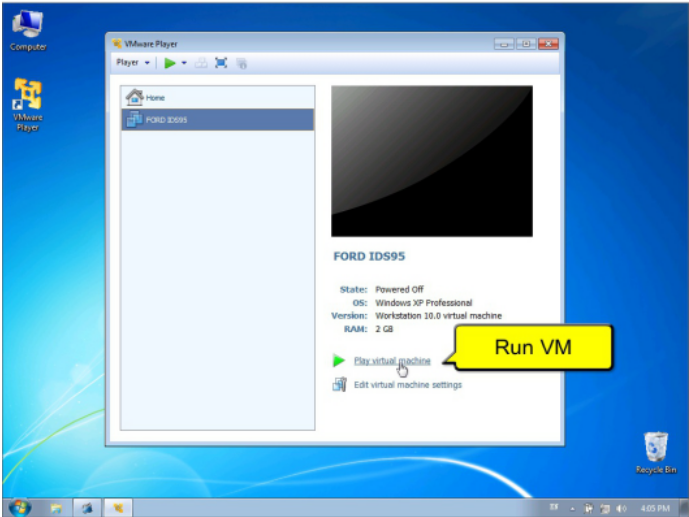 Computer
VMware Player
VMware Player
Player
Home
FORD IDS95
FORD IDS95
State: Powered Off
OS: Windows XP Professional
Version: Workstation 10.0 virtual machine
RAM: 2 GB
Run VM
Play virtual machine
Edit virtual machine settings
Recycle Bin
4:05 PM